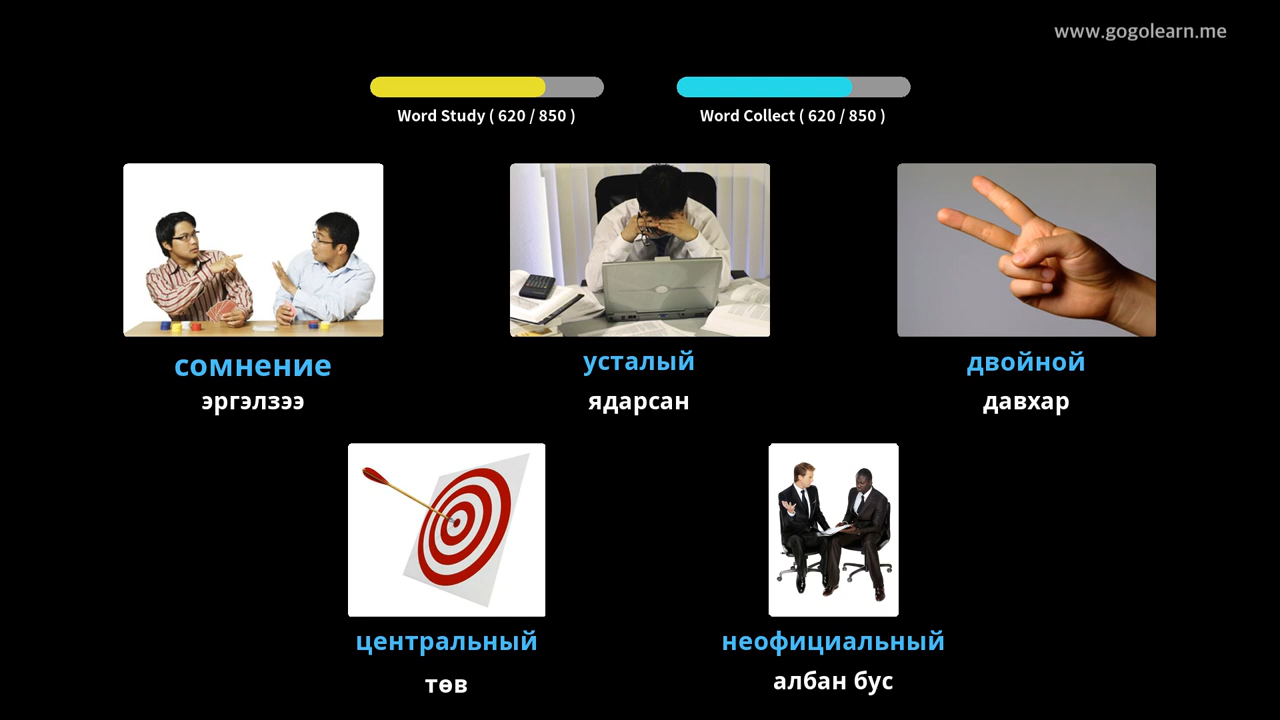 www.gogolearn.me
Word Study ( 620 / 850 )
Word Collect ( 620 / 850 )
сомнение
эргэлзээ
усталый
ядарсан
двойной
давхар
центральный
төв
неофициальный
албан бус